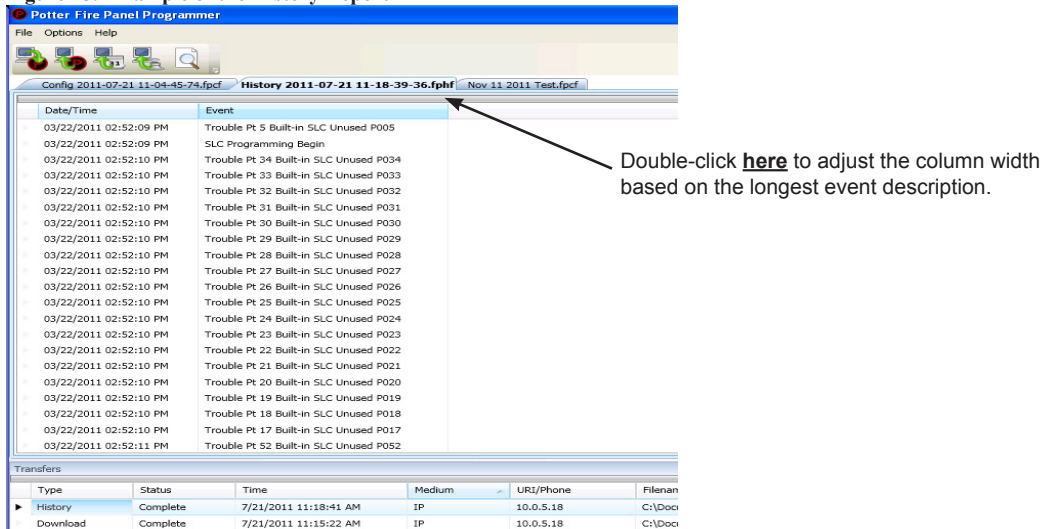 Potter Fire Panel Programmer
File Options Help
Config 2011-07-21 11-04-45-74.fpcf History 2011-07-21 11-18-39-36.fphf Nov 11 2011 Test.fpcf
Date/Time Event
03/22/2011 02:52:09 PM Trouble Pt 5 Built-in SLC Unused P005
03/22/2011 02:52:09 PM SLC Programming Begin
03/22/2011 02:52:10 PM Trouble Pt 34 Built-in SLC Unused P034
Double-click here to adjust the column width
03/22/2011 02:52:10 PM Trouble Pt 33 Built-in SLC Unused P033
03/22/2011 02:52:10 PM Trouble Pt 32 Built-in SLC Unused P032
based on the longest event description.
03/22/2011 02:52:10 PM Trouble Pt 31 Built-in SLC Unused P031
03/22/2011 02:52:10 PM Trouble Pt 30 Built-in SLC Unused P030
03/22/2011 02:52:10 PM Trouble Pt 29 Built-in SLC Unused P029
03/22/2011 02:52:10 PM Trouble Pt 28 Built-in SLC Unused P028
03/22/2011 02:52:10 PM Trouble Pt 27 Built-in SLC Unused P027
03/22/2011 02:52:10 PM Trouble Pt 26 Built-in SLC Unused P026
03/22/2011 02:52:10 PM Trouble Pt 25 Built-in SLC Unused P025
03/22/2011 02:52:10 PM Trouble Pt 24 Built-in SLC Unused P024
03/22/2011 02:52:10 PM Trouble Pt 23 Built-in SLC Unused P023
03/22/2011 02:52:10 PM Trouble Pt 22 Built-in SLC Unused P022
03/22/2011 02:52:10 PM Trouble Pt 21 Built-in SLC Unused P021
03/22/2011 02:52:10 PM Trouble Pt 20 Built-in SLC Unused P020
03/22/2011 02:52:10 PM Trouble Pt 19 Built-in SLC Unused P019
03/22/2011 02:52:10 PM Trouble Pt 18 Built-in SLC Unused P018
03/22/2011 02:52:10 PM Trouble Pt 17 Built-in SLC Unused P017
03/22/2011 02:52:11 PM Trouble Pt 52 Built-in SLC Unused P052
Transfers
Type Status Time Medium URI/Phone Filenam
History Complete 7/21/2011 11:18:41 AM IP 10.0.5.18 C:\Docu
Download Complete 7/21/2011 11:15:22 AM IP 10.0.5.18 C:\Docu